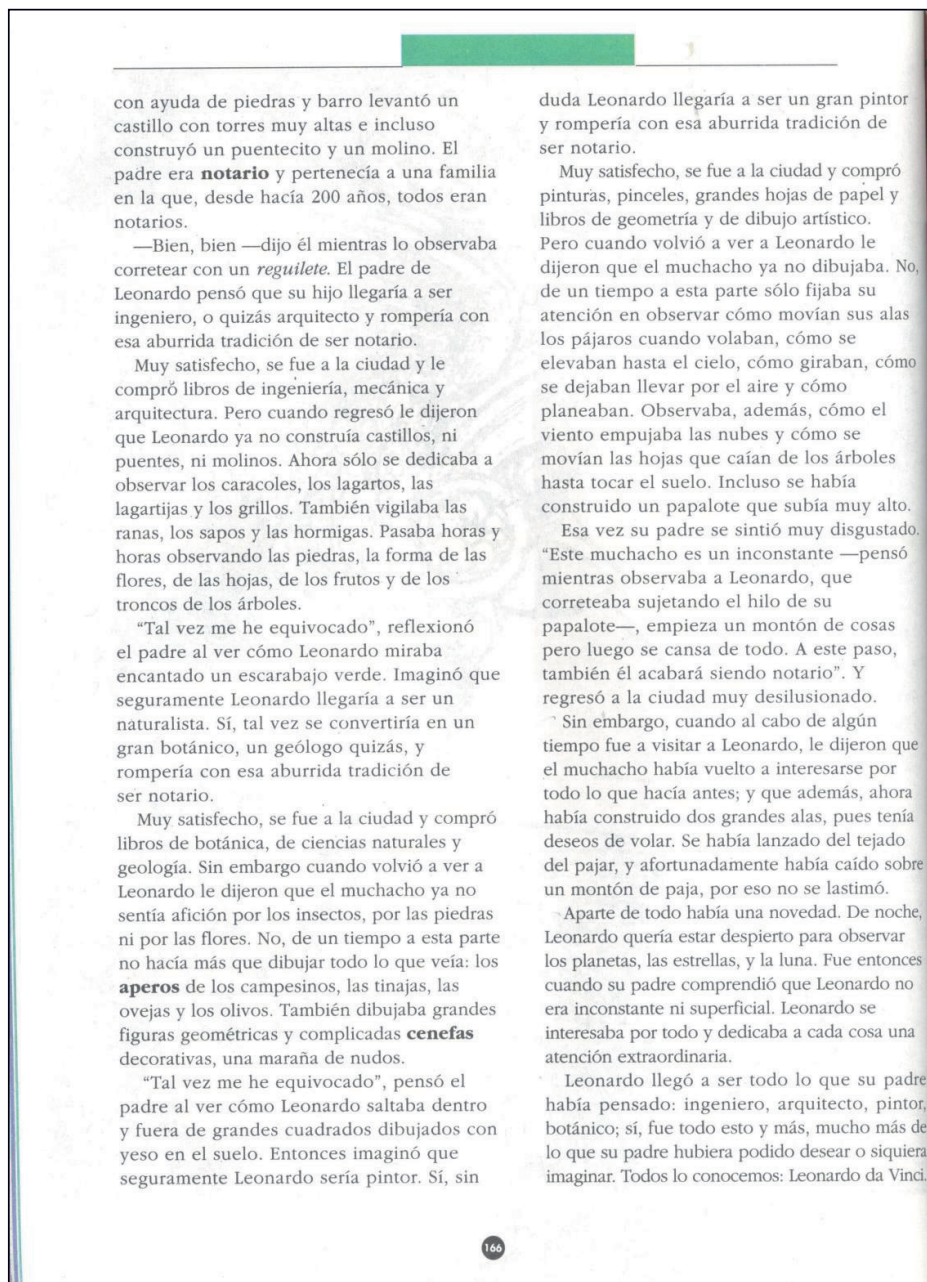 con ayuda de piedras y barro levantó un
castillo con torres muy altas e incluso
construyó un puentecito y un molino. El
padre era notario y pertenecía a una familia
en la que, desde hacía 200 años, todos eran
notarios.
—Bien, bien —dijo él mientras lo observaba
corretear con un reguilete. El padre de
Leonardo pensó que su hijo llegaría a ser
ingeniero, o quizás arquitecto y rompería con
esa aburrida tradición de ser notario.
Muy satisfecho, se fue a la ciudad y le
compró libros de ingeniería, mecánica y
arquitectura. Pero cuando regresó le dijeron
que Leonardo ya no construía castillos, ni
puentes, ni molinos. Ahora sólo se dedicaba a
observar los caracoles, los lagartos, las
lagartijas y los grillos. También vigilaba las
ranas, los sapos y las hormigas. Pasaba horas y
horas observando las piedras, la forma de las
flores, de las hojas, de los frutos y de los
troncos de los árboles.
"Tal vez me he equivocado", reflexionó
el padre al ver cómo Leonardo miraba
encantado un escarabajo verde. Imaginó que
seguramente Leonardo llegaría a ser un
naturalista. Sí, tal vez se convertiría en un
gran botánico, un geólogo quizás, y
rompería con esa aburrida tradición de
ser notario.
Muy satisfecho, se fue a la ciudad y compró
libros de botánica, de ciencias naturales y
geología. Sin embargo cuando volvió a ver a
Leonardo le dijeron que el muchacho ya no
sentía afición por los insectos, por las piedras
ni por las flores. No, de un tiempo a esta parte
no hacía más que dibujar todo lo que veía: los
aperos de los campesinos, las tinajas, las
ovejas y los olivos. También dibujaba grandes
figuras geométricas y complicadas cenefas
decorativas, una maraña de nudos.
"Tal vez me he equivocado", pensó el
padre al ver cómo Leonardo saltaba dentro
y fuera de grandes cuadrados dibujados con
yeso en el suelo. Entonces imaginó que
seguramente Leonardo sería pintor. Sí, sin
duda Leonardo llegaría a ser un gran pintor
y rompería con esa aburrida tradición de
ser notario.
Muy satisfecho, se fue a la ciudad y compró
pinturas, pinceles, grandes hojas de papel y
libros de geometría y de dibujo artístico.
Pero cuando volvió a ver a Leonardo le
dijeron que el muchacho ya no dibujaba. No,
de un tiempo a esta parte sólo fijaba su
atención en observar cómo movían sus alas
los pájaros cuando volaban, cómo se
elevaban hasta el cielo, cómo giraban, cómo
se dejaban llevar por el aire y cómo
planeaban. Observaba, además, cómo el
viento empujaba las nubes y cómo se
movían las hojas que caían de los árboles
hasta tocar el suelo. Incluso se había
construido un papalote que subía muy alto.
Esa vez su padre se sintió muy disgustado.
"Este muchacho es un inconstante —pensó
mientras observaba a Leonardo, que
correteaba sujetando el hilo de su
papalote—, empieza un montón de cosas
pero luego se cansa de todo. A este paso,
también él acabará siendo notario". Y
regresó a la ciudad muy desilusionado.
Sin embargo, cuando al cabo de algún
tiempo fue a visitar a Leonardo, le dijeron que
el muchacho había vuelto a interesarse por
todo lo que hacía antes; y que además, ahora
había construido dos grandes alas, pues tenía
deseos de volar. Se había lanzado del tejado
del pajar, y afortunadamente había caído sobre
un montón de paja, por eso no se lastimó.
Aparte de todo había una novedad. De noche,
Leonardo quería estar despierto para observar
los planetas, las estrellas, y la luna. Fue entonces
cuando su padre comprendió que Leonardo no
era inconstante ni superficial. Leonardo se
interesaba por todo y dedicaba a cada cosa una
atención extraordinaria.
Leonardo llegó a ser todo lo que su padre
había pensado: ingeniero, arquitecto, pintor,
botánico; sí, fue todo esto y más, mucho más de
lo que su padre hubiera podido desear o siquiera
imaginar. Todos lo conocemos: Leonardo da Vinci.
166